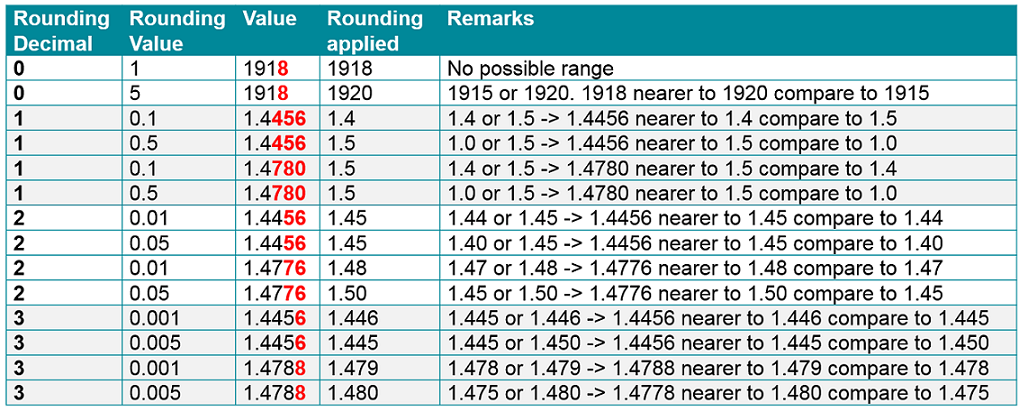 Rounding Decimal Rounding Value Value Rounding applied Remarks
0 1 1918 1918 No possible range
0 5 1918 1920 1915 or 1920. 1918 nearer to 1920 compare to 1915
1 0.1 1.4456 1.4 1.4 or 1.5 -> 1.4456 nearer to 1.4 compare to 1.5
1 0.5 1.4456 1.5 1.0 or 1.5 -> 1.4456 nearer to 1.5 compare to 1.0
1 0.1 1.4780 1.5 1.4 or 1.5 -> 1.4780 nearer to 1.5 compare to 1.4
1 0.5 1.4780 1.5 1.0 or 1.5 -> 1.4780 nearer to 1.5 compare to 1.0
2 0.01 1.4456 1.45 1.44 or 1.45 -> 1.4456 nearer to 1.45 compare to 1.44
2 0.05 1.4456 1.45 1.40 or 1.45 -> 1.4456 nearer to 1.45 compare to 1.40
2 0.01 1.4776 1.48 1.47 or 1.48 -> 1.4776 nearer to 1.48 compare to 1.47
2 0.05 1.4776 1.50 1.45 or 1.50 -> 1.4776 nearer to 1.50 compare to 1.45
3 0.001 1.4456 1.446 1.445 or 1.446 -> 1.4456 nearer to 1.446 compare to 1.445
3 0.005 1.4456 1.445 1.445 or 1.450 -> 1.4456 nearer to 1.445 compare to 1.450
3 0.001 1.4788 1.479 1.478 or 1.479 -> 1.4788 nearer to 1.479 compare to 1.478
3 0.005 1.4788 1.480 1.475 or 1.480 -> 1.4778 nearer to 1.480 compare to 1.475